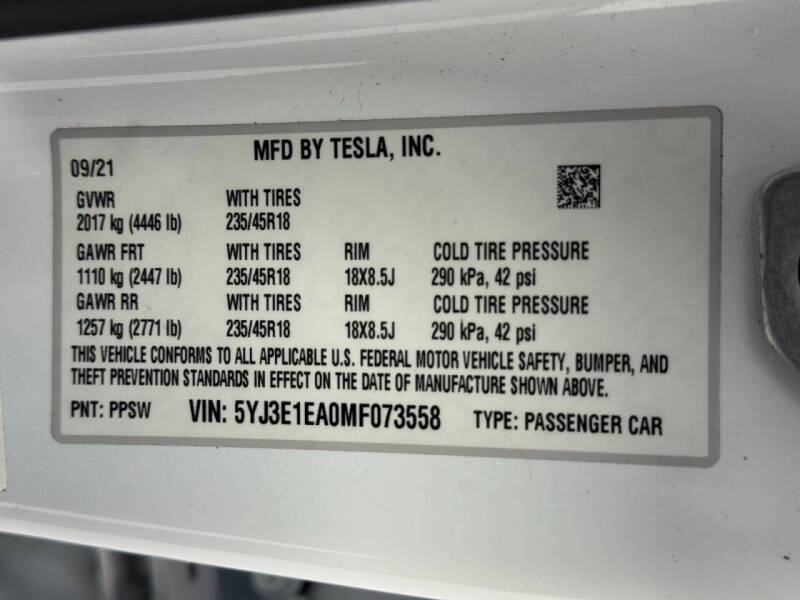 MFD BY TESLA, INC.
09/21
GVWR WITH TIRES
2017 kg (4446 lb) 235/45R18
GAWR FRT WITH TIRES RIM COLD TIRE PRESSURE
1110 kg (2447 lb) 235/45R18 18X8.5J 290 kPa, 42 psi
GAWR RR WITH TIRES RIM COLD TIRE PRESSURE
1257 kg (2771 lb) 235/45R18 18X8.5J 290 kPa, 42 psi
THIS VEHICLE CONFORMS TO ALL APPLICABLE U.S. FEDERAL MOTOR VEHICLE SAFETY, BUMPER, AND
THEFT PREVENTION STANDARDS IN EFFECT ON THE DATE OF MANUFACTURE SHOWN ABOVE.
PNT: PPSW VIN: 5YJ3E1EA0MF073558 TYPE: PASSENGER CAR